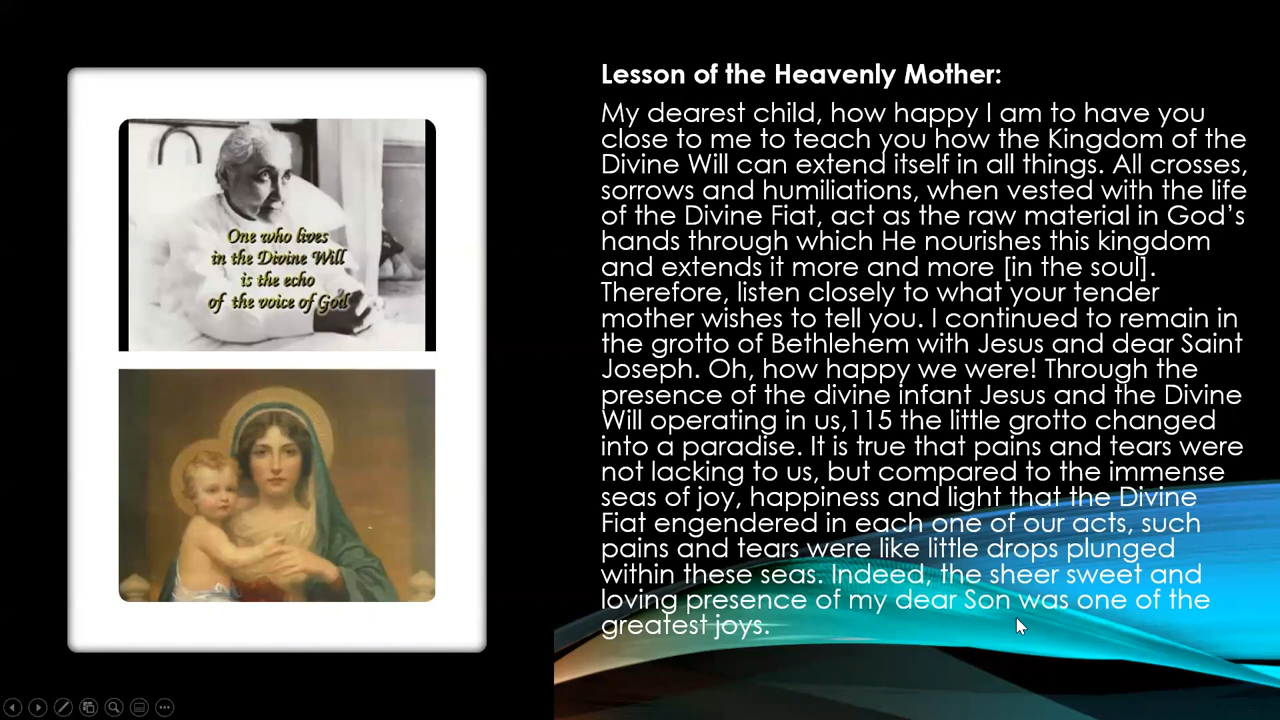 One who lives
in the Divine Will
is the echo
of the voice of God
Lesson of the Heavenly Mother:
My dearest child, how happy I am to have you
close to me to teach you how the Kingdom of the
Divine Will can extend itself in all things. All crosses,
sorrows and humiliations, when vested with the life
of the Divine Fiat, act as the raw material in God’s
hands through which He nourishes this kingdom
and extends it more and more [in the soul].
Therefore, listen closely to what your tender
mother wishes to tell you. I continued to remain in
the grotto of Bethlehem with Jesus and dear Saint
Joseph. Oh, how happy we were! Through the
presence of the divine infant Jesus and the Divine
Will operating in us,115 the little grotto changed
into a paradise. It is true that pains and tears were
not lacking to us, but compared to the immense
seas of joy, happiness and light that the Divine
Fiat engendered in each one of our acts, such
pains and tears were like little drops plunged
within these seas. Indeed, the sheer sweet and
loving presence of my dear Son was one of the
greatest joys.